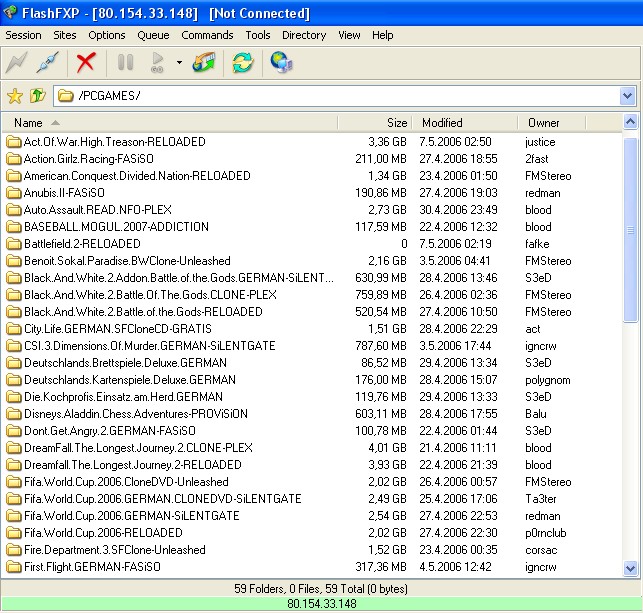 FlashFXP - [80.154.33.148] [Not Connected]
Session Sites Options Queue Commands Tools Directory View Help
GO
/PCGAMES/
Name Size Modified Owner
Act.Of.War.High.Treason-RELOADED 3,36 GB 7.5.2006 02:50 justice
Action.Girlz.Racing-FASiSO 211,00 MB 27.4.2006 18:55 2fast
American.Conquest.Divided.Nation-RELOADED 1,34 GB 23.4.2006 01:50 FMStereo
Anubis.II-FASiSO 190,86 MB 27.4.2006 19:03 redman
Auto.Assault.READ.NFO-PLEX 2,73 GB 30.4.2006 23:49 blood
BASEBALL.MOGUL.2007-ADDICTION 117,59 MB 22.4.2006 12:32 blood
Battlefield.2-RELOADED 0 7.5.2006 02:19 fafke
Benoit.Sokal.Paradise.BWClone-Unleashed 2,16 GB 3.5.2006 04:41 FMStereo
Black.And.White.2.Addon.Battle.of.the.Gods.GERMAN-SiLENT... 630,99 MB 28.4.2006 13:46 S3eD
Black.And.White.2.Battle.Of.The.Gods.CLONE-PLEX 759,89 MB 26.4.2006 02:36 FMStereo
Black.And.White.2.Battle.of.the.Gods-RELOADED 520,54 MB 27.4.2006 10:50 FMStereo
City.Life.GERMAN.SFCloneCD-GRATIS 1,51 GB 28.4.2006 22:29 act
CSI.3.Dimensions.Of.Murder.GERMAN-SiLENTGATE 787,60 MB 3.5.2006 17:44 igncrw
Deutschlands.Brettspiele.Deluxe.GERMAN 86,52 MB 29.4.2006 13:34 S3eD
Deutschlands.Kartenspiele.Deluxe.GERMAN 176,00 MB 28.4.2006 15:07 polygnom
Die.Kochprofis.Einsatz.am.Herd.GERMAN 119,76 MB 29.4.2006 13:33 S3eD
Disneys.Aladdin.Chess.Adventures-PROViSiON 603,11 MB 28.4.2006 17:55 Balu
Dont.Get.Angry.2.GERMAN-FASiSO 100,78 MB 22.4.2006 01:44 S3eD
DreamFall.The.Longest.Journey.2.CLONE-PLEX 4,01 GB 21.4.2006 11:11 blood
Dreamfall.The.Longest.Journey.2-RELOADED 3,93 GB 22.4.2006 21:39 blood
Fifa.World.Cup.2006.CloneDVD-Unleashed 2,02 GB 26.4.2006 00:57 FMStereo
Fifa.World.Cup.2006.GERMAN.CLONEDVD-SiLENTGATE 2,49 GB 25.4.2006 17:06 Ta3ter
Fifa.World.Cup.2006.GERMAN-SiLENTGATE 2,54 GB 27.4.2006 22:53 redman
Fifa.World.Cup.2006-RELOADED 2,02 GB 27.4.2006 22:30 p0rnclub
Fire.Department.3.SFClone-Unleashed 1,52 GB 23.4.2006 00:35 corsac
First.Flight.GERMAN-FASiSO 317,36 MB 4.5.2006 12:42 igncrw
59 Folders, 0 Files, 59 Total (0 bytes)
80.154.33.148